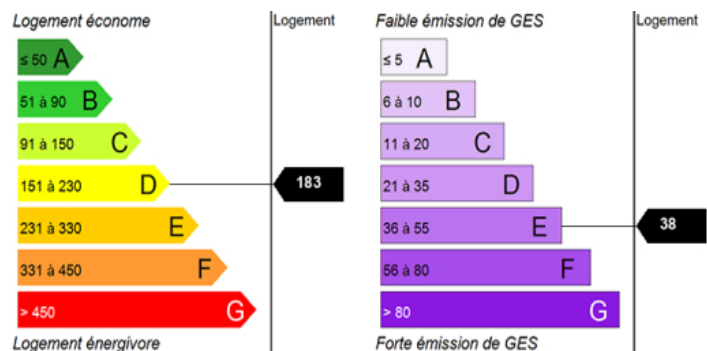 Logement économe
Logement
≤ 50 A
51 à 90 B
91 à 150 C
151 à 230 D
183
231 à 330 E
331 à 450 F
> 450 G
Logement énergivore
Faible émission de GES
Logement
≤ 5 A
6 à 10 B
11 à 20 C
21 à 35 D
36 à 55 E
38
56 à 80 F
> 80 G
Forte émission de GES